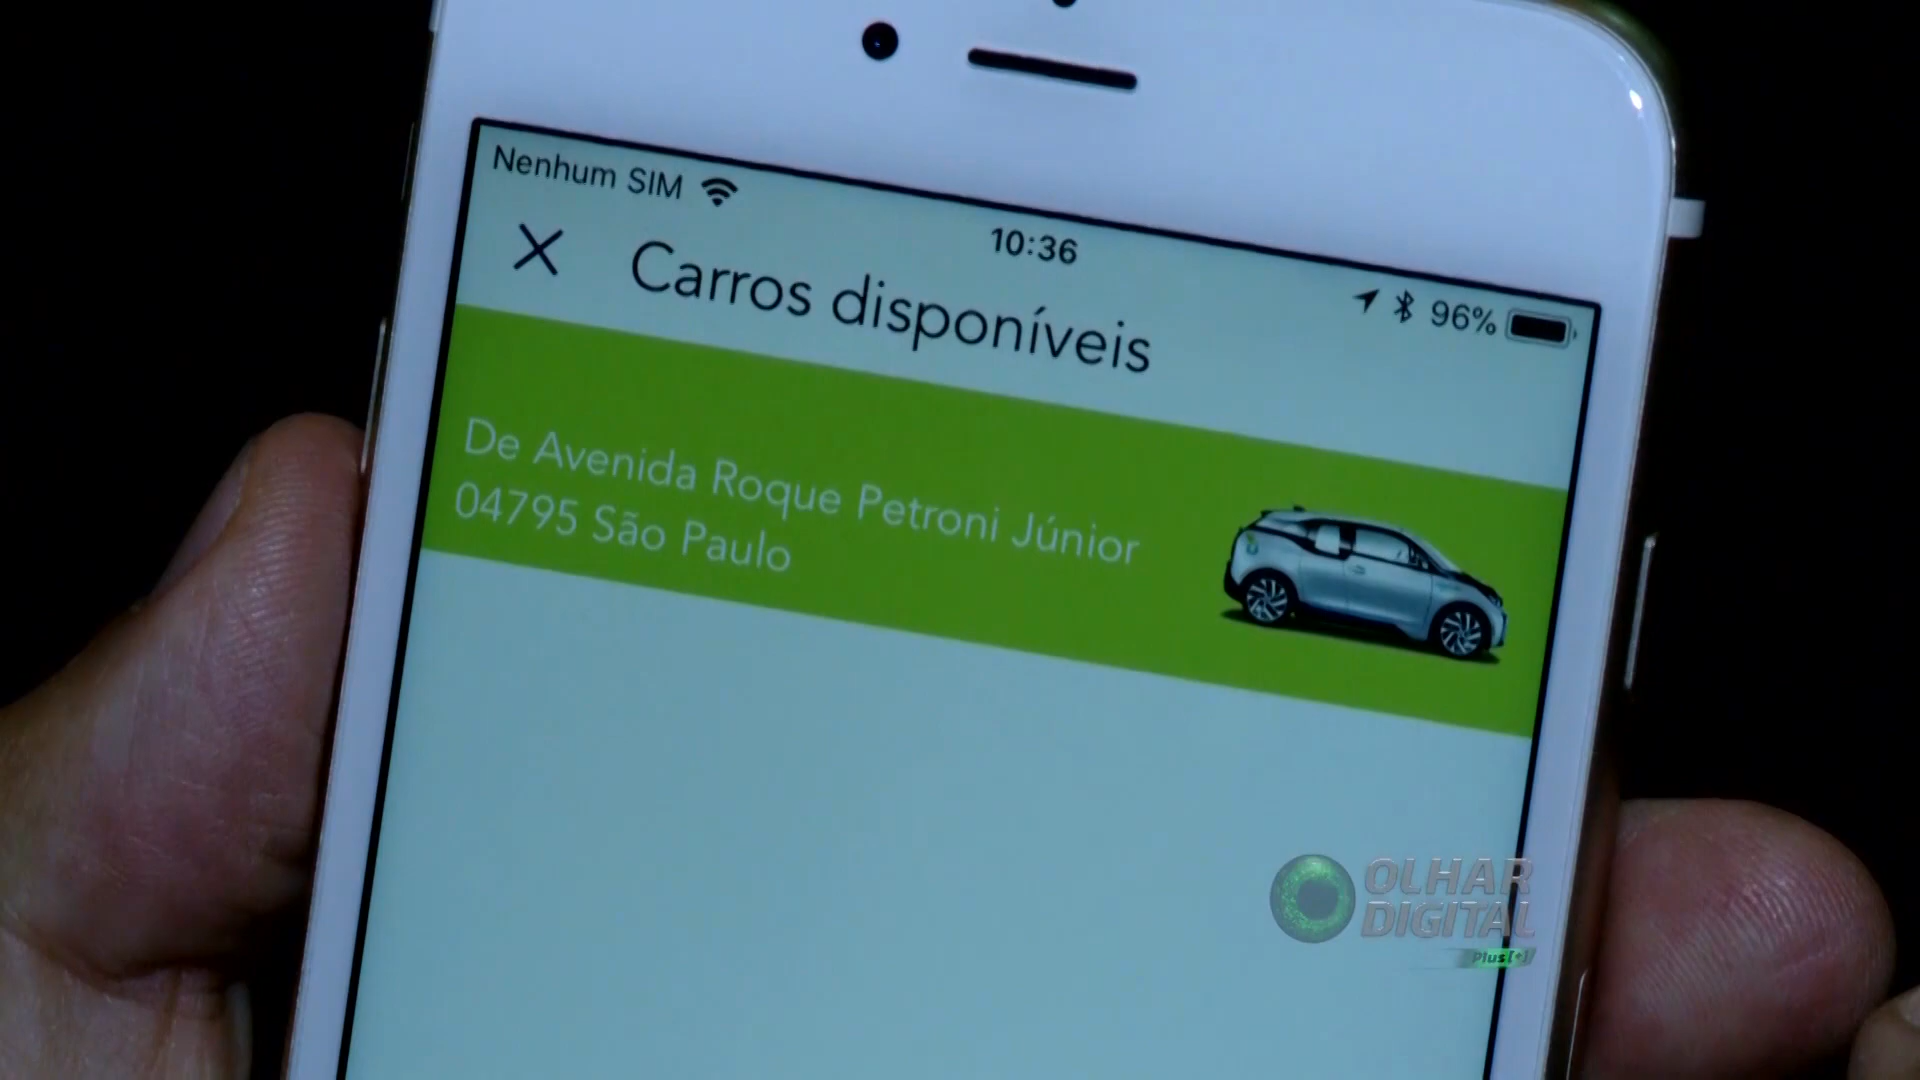 Nenhum SIM
10:36
96%
Carros disponíveis
De Avenida Roque Petroni Júnior
04795 São Paulo
OLHAR
DIGITAL
Plus[+]